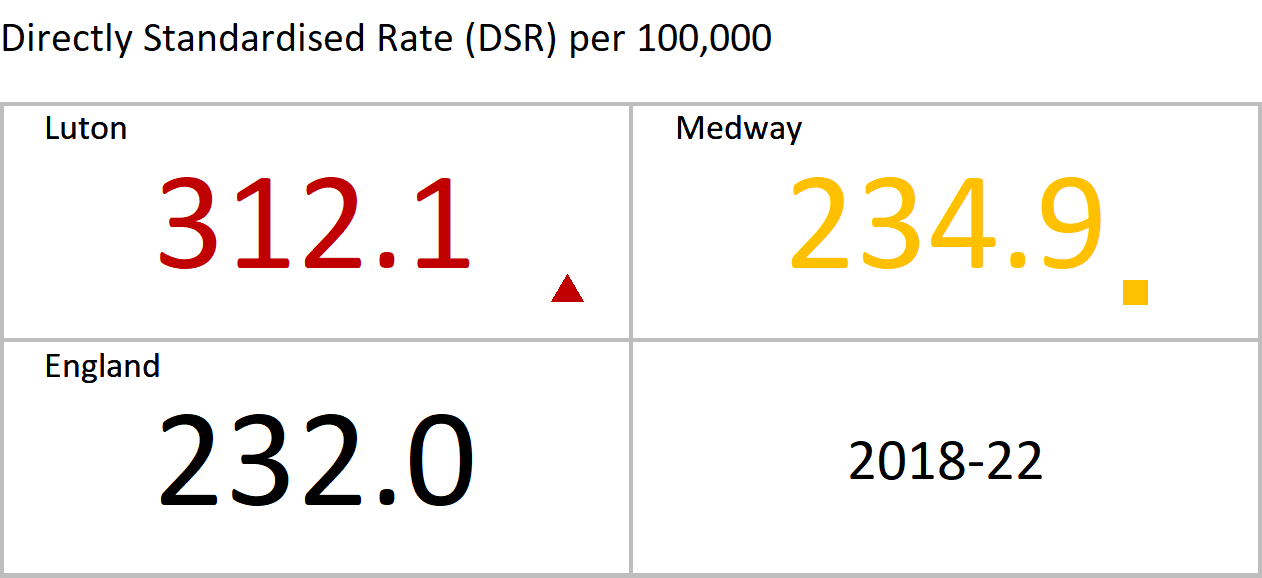 Directly Standardised Rate (DSR) per 100,000
Luton
312.1
Medway
234.9
England
232.0
2018-22